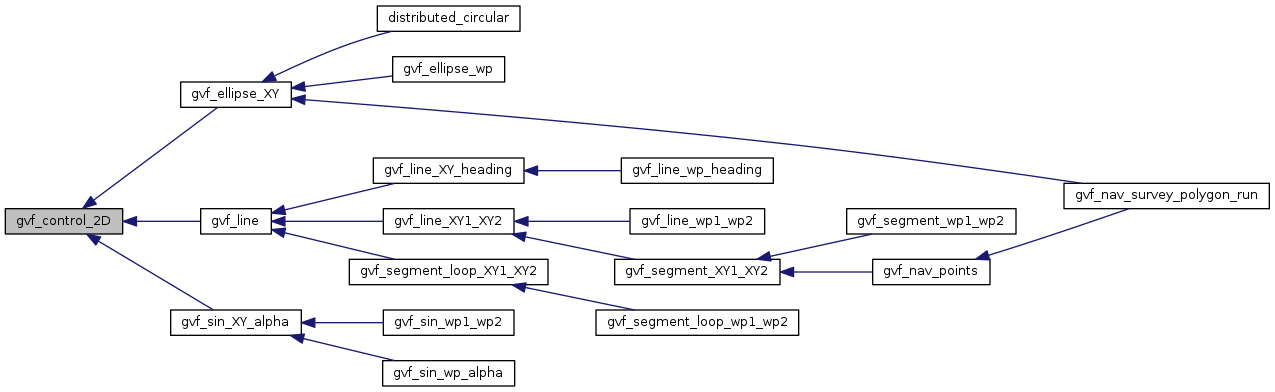 distributed_circular
gvf_ellipse_wp
gvf_ellipse_XY
gvf_line_XY_heading
gvf_line_wp_heading
gvf_nav_survey_polygon_run
gvf_control_2D
gvf_line
gvf_line_XY1_XY2
gvf_line_wp1_wp2
gvf_segment_wp1_wp2
gvf_segment_loop_XY1_XY2
gvf_segment_XY1_XY2
gvf_nav_points
gvf_sin_XY_alpha
gvf_sin_wp1_wp2
gvf_segment_loop_wp1_wp2
gvf_sin_wp_alpha